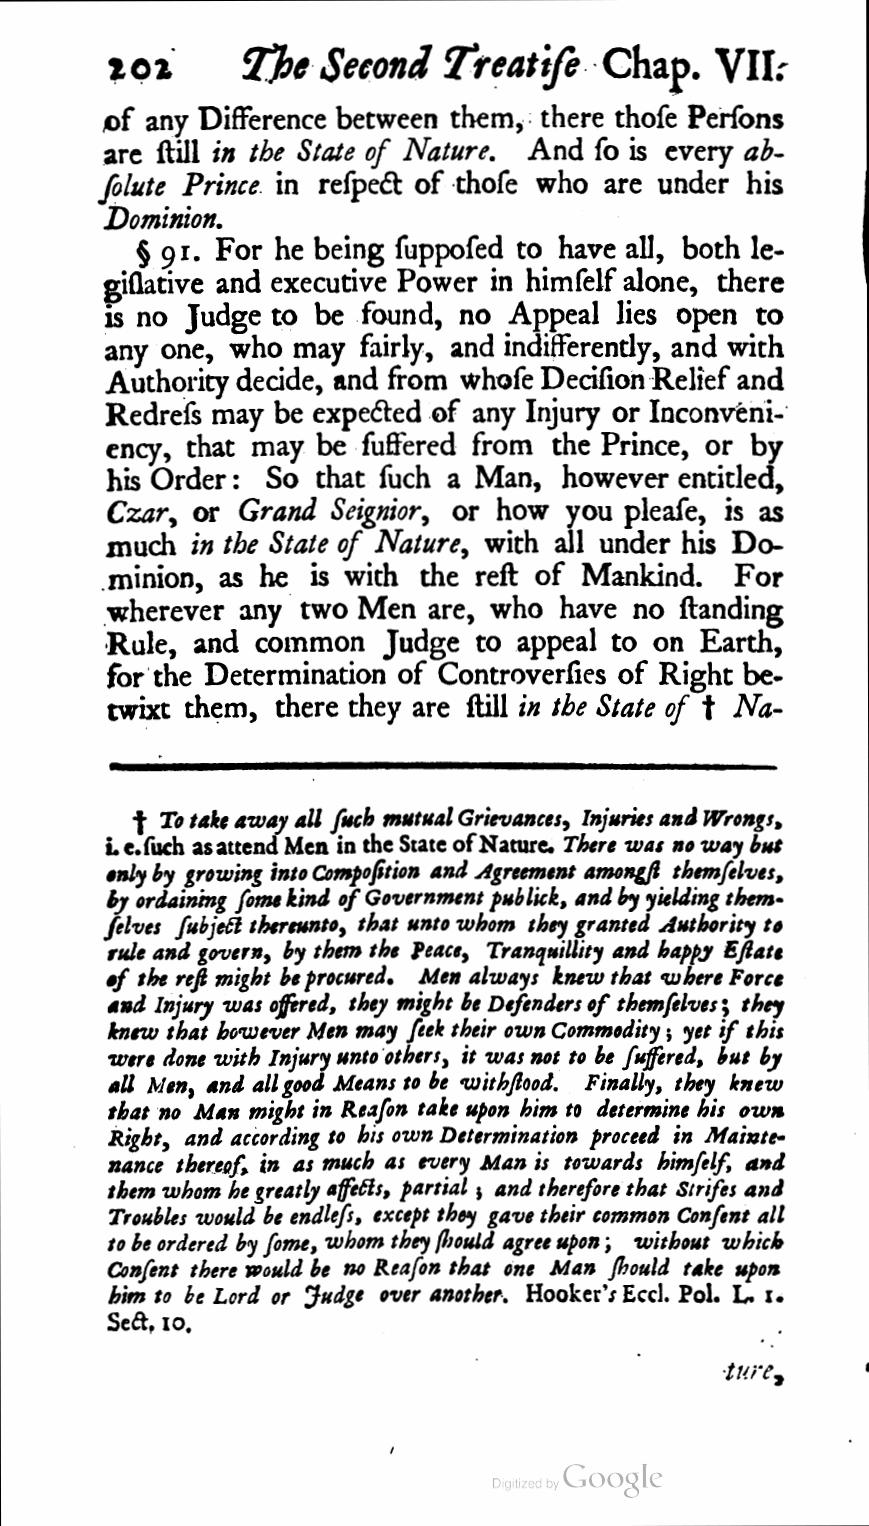 202 The Second Treatiſe Chap. VII.
of any Difference between them, there thoſe Perſons
are ſtill in the State of Nature. And ſo is every ab-
ſolute Prince in reſpect of thoſe who are under his
Dominion.
§ 91. For he being ſuppoſed to have all, both le-
giſlative and executive Power in himſelf alone, there
is no Judge to be found, no Appeal lies open to
any one, who may fairly, and indifferently, and with
Authority decide, and from whoſe Deciſion Relief and
Redreſs may be expected of any Injury or Inconveni-
ency, that may be ſuffered from the Prince, or by
his Order: So that ſuch a Man, however entitled,
Czar, or Grand Seignior, or how you pleaſe, is as
much in the State of Nature, with all under his Do-
minion, as he is with the reſt of Mankind. For
wherever any two Men are, who have no ſtanding
Rule, and common Judge to appeal to on Earth,
for the Determination of Controverſies of Right be-
twixt them, there they are ſtill in the State of † Na-
† To take away all ſuch mutual Grievances, Injuries and Wrongs,
i. e. ſuch as attend Men in the State of Nature. There was no way but
only by growing into Compoſition and Agreement amongſt themſelves,
by ordaining ſome kind of Government publick, and by yielding them-
ſelves ſubject thereunto, that unto whom they granted Authority to
rule and govern, by them the Peace, Tranquillity and happy Eſtate
of the reſt might be procured. Men always knew that where Force
and Injury was offered, they might be Defenders of themſelves; they
knew that however Men may ſeek their own Commodity; yet if this
were done with Injury unto others, it was not to be ſuffered, but by
all Men, and all good Means to be withſtood. Finally, they knew
that no Man might in Reaſon take upon him to determine his own
Right, and according to his own Determination proceed in Mainte-
nance thereof, in as much as every Man is towards himſelf, and
them whom he greatly affects, partial; and therefore that Strifes and
Troubles would be endleſs, except they gave their common Conſent all
to be ordered by ſome, whom they ſhould agree upon; without which
Conſent there would be no Reaſon that one Man ſhould take upon
him to be Lord or Judge over another. Hooker's Eccl. Pol. L. 1.
Sect. 10.
ture,
Digitized by Google